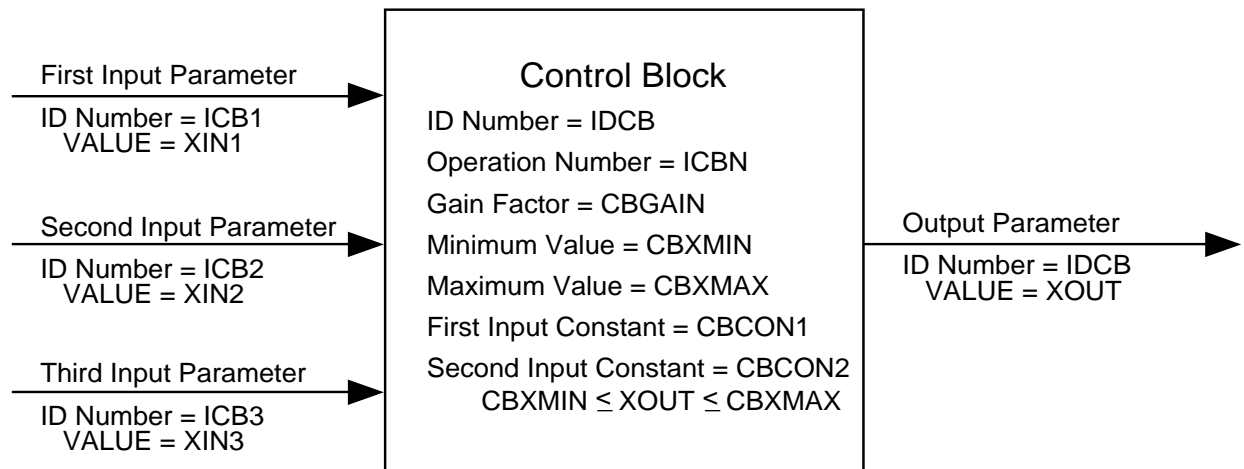 First Input Parameter
ID Number = ICB1
VALUE = XIN1
Second Input Parameter
ID Number = ICB2
VALUE = XIN2
Third Input Parameter
ID Number = ICB3
VALUE = XIN3
Control Block
ID Number = IDCB
Operation Number = ICBN
Gain Factor = CBGAIN
Minimum Value = CBXMIN
Maximum Value = CBXMAX
First Input Constant = CBCON1
Second Input Constant = CBCON2
CBXMIN ≤ XOUT ≤ CBXMAX
Output Parameter
ID Number = IDCB
VALUE = XOUT